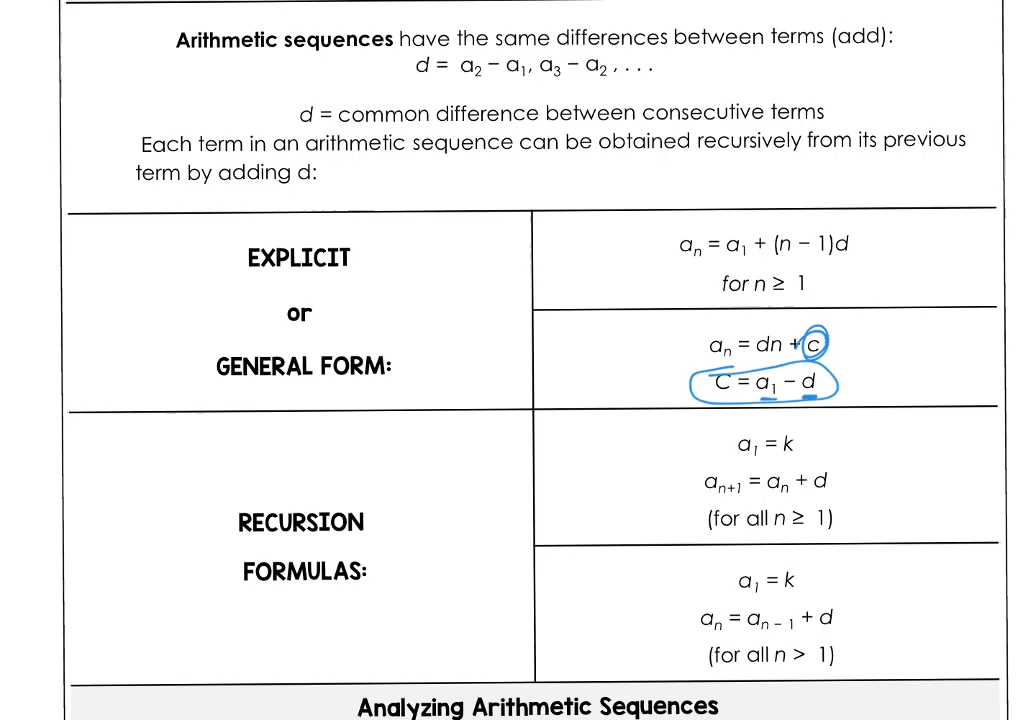 Arithmetic sequences have the same differences between terms (add):
d = a₂ − a₁, a₃ − a₂ , . . .
d = common difference between consecutive terms
Each term in an arithmetic sequence can be obtained recursively from its previous
term by adding d:
EXPLICIT
or
GENERAL FORM:
aₙ = a₁ + (n − 1)d
for n ≥ 1
aₙ = dn + c
C = a₁ − d
RECURSION
FORMULAS:
a₁ = k
aₙ₊₁ = aₙ + d
(for all n ≥ 1)
a₁ = k
aₙ = aₙ₋₁ + d
(for all n > 1)
Analyzing Arithmetic Sequences